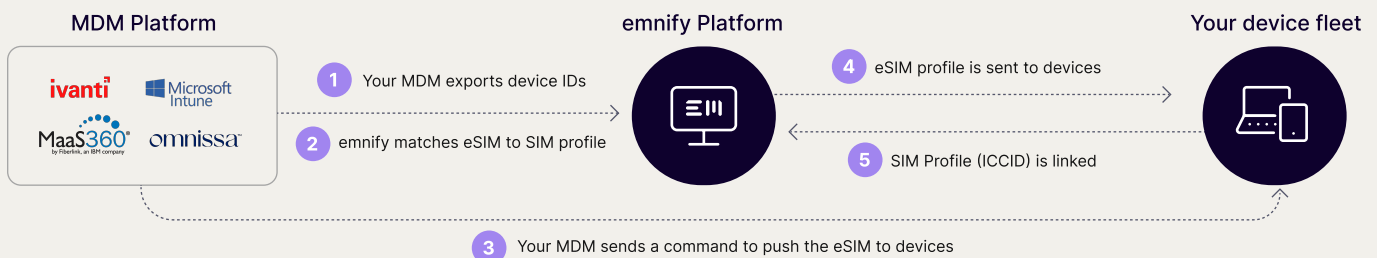 MDM Platform
emnify Platform
Your device fleet
ivanti
Microsoft
Intune
MaaS360®
by Fiberlink, an IBM company
omnissa™
1 Your MDM exports device IDs
2 emnify matches eSIM to SIM profile
EM
4 eSIM profile is sent to devices
5 SIM Profile (ICCID) is linked
3 Your MDM sends a command to push the eSIM to devices